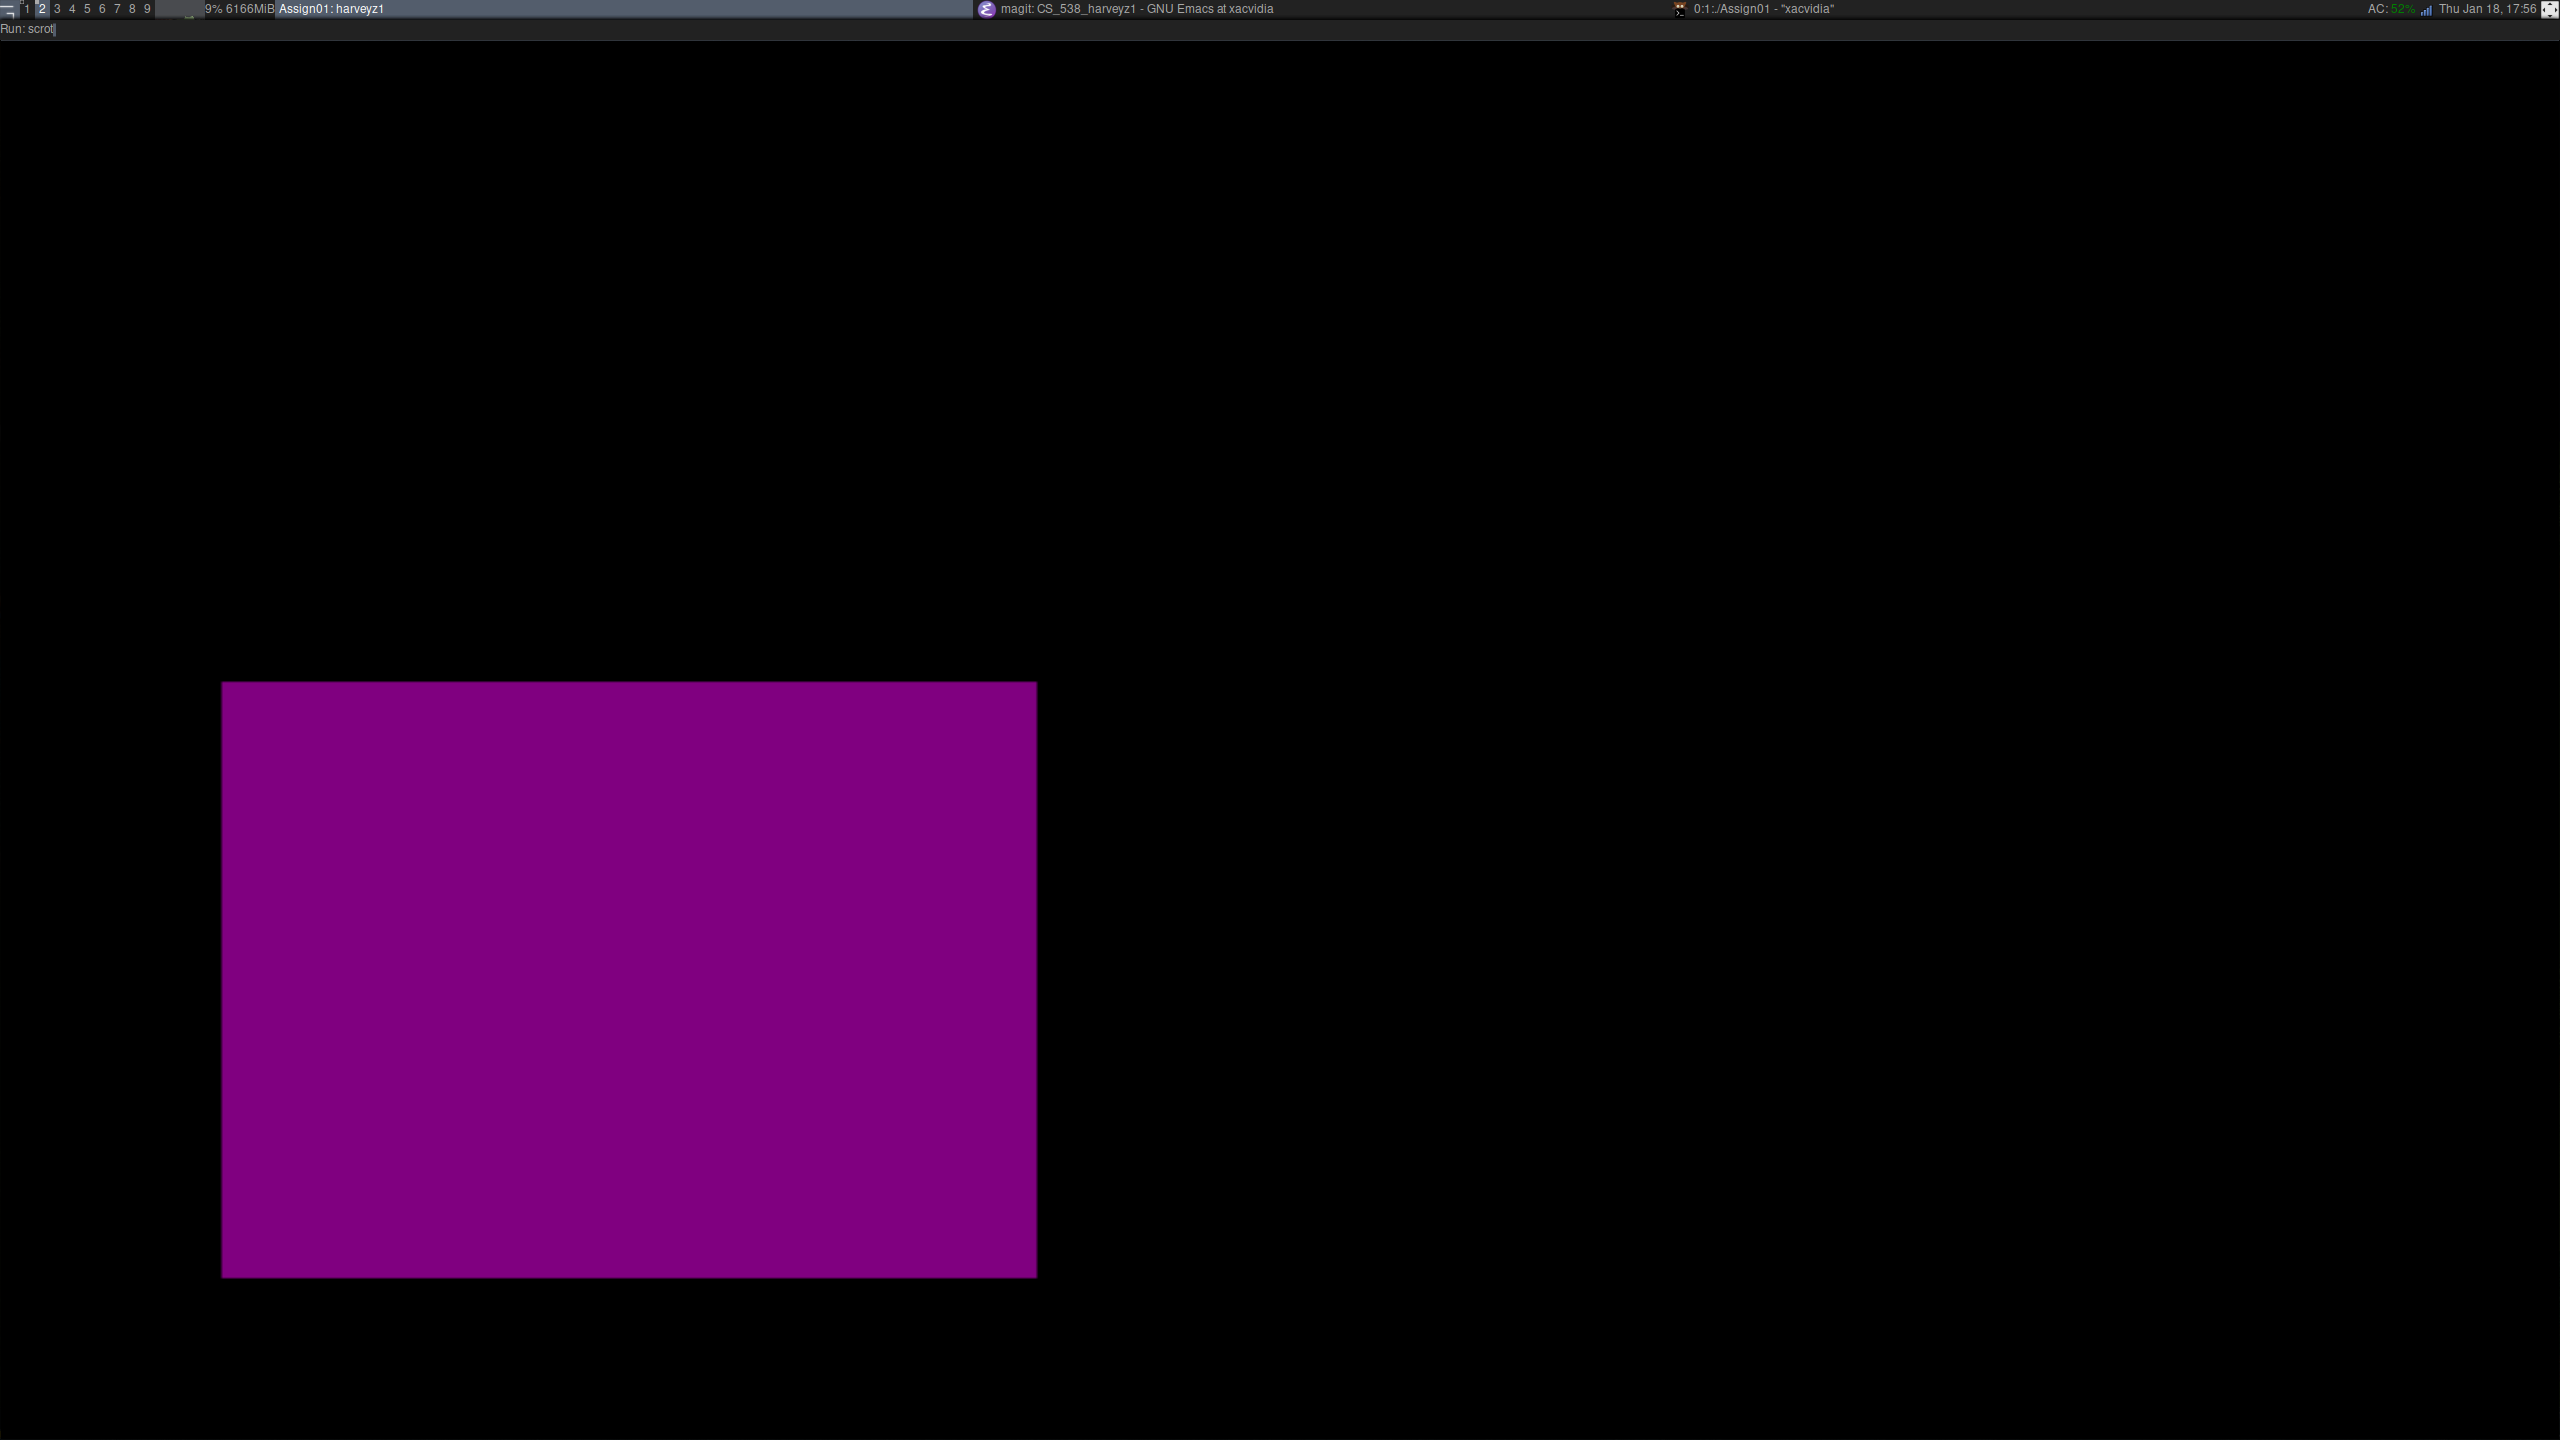 1 2 3 4 5 6 7 8 9 9% 6166MiB Assign01: harveyz1 magit: CS_538_harveyz1 - GNU Emacs at xacvidia 0:1:./Assign01 - "xacvidia" AC: 52% Thu Jan 18, 17:56
Run: scrot